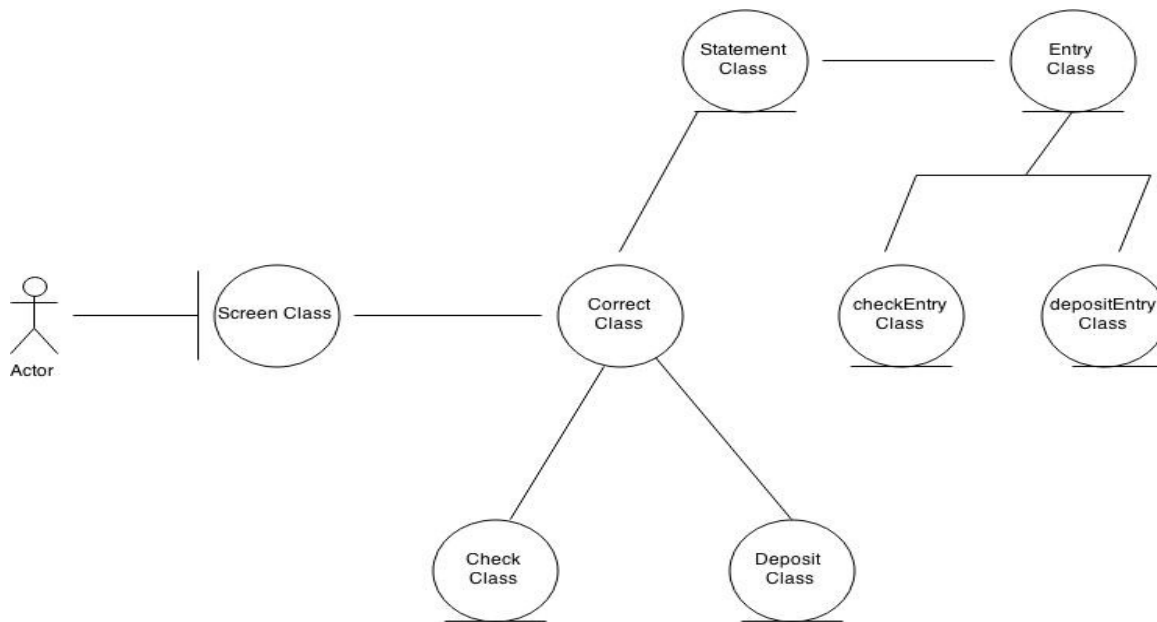 Statement
Class
Entry
Class
Actor
Screen Class
Correct
Class
checkEntry
Class
depositEntry
Class
Check
Class
Deposit
Class